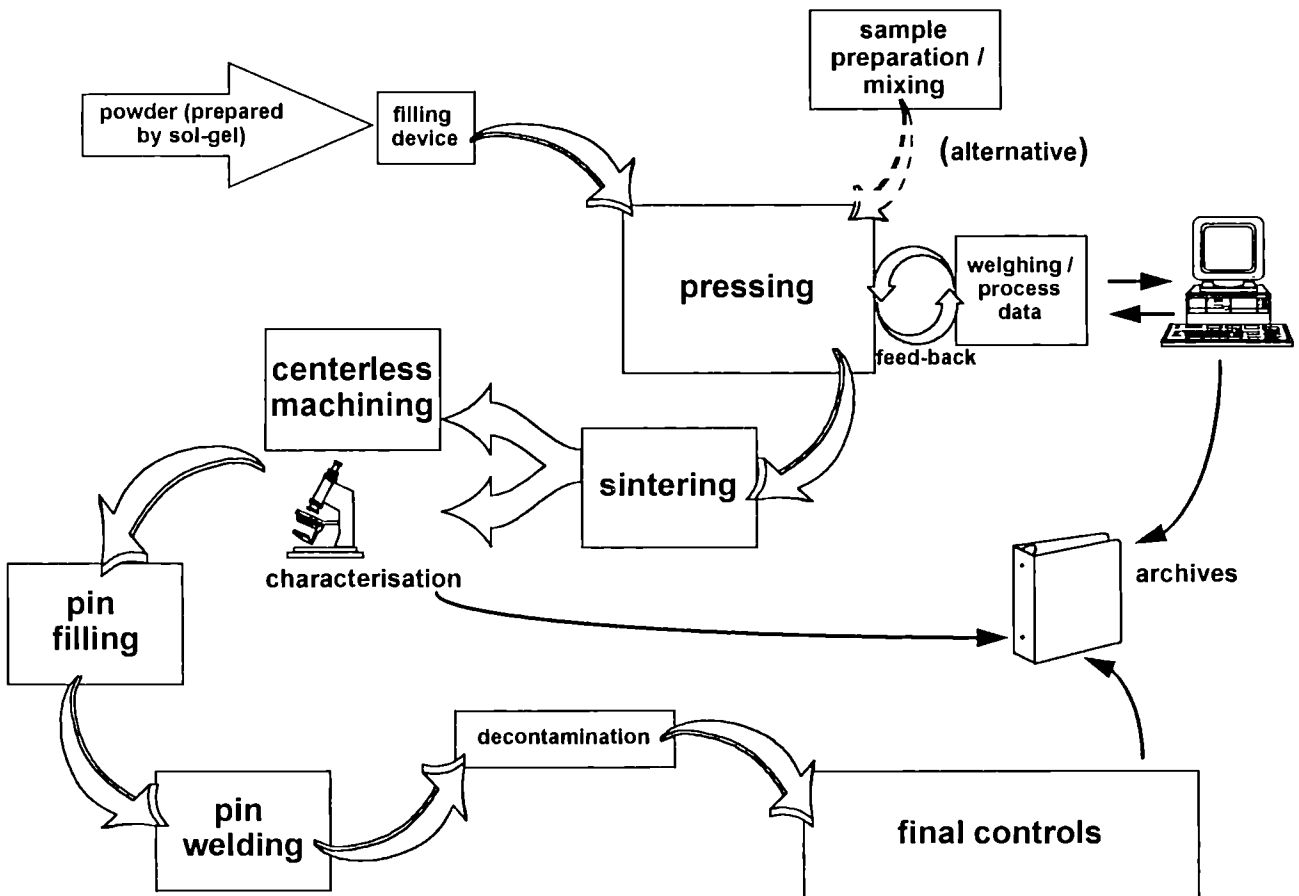 sample
preparation /
mixing
powder (prepared
by sol-gel)
filling
device
(alternative)
pressing
weighing /
process
data
feed-back
centerless
machining
sintering
characterisation
archives
pin
filling
decontamination
pin
welding
final controls